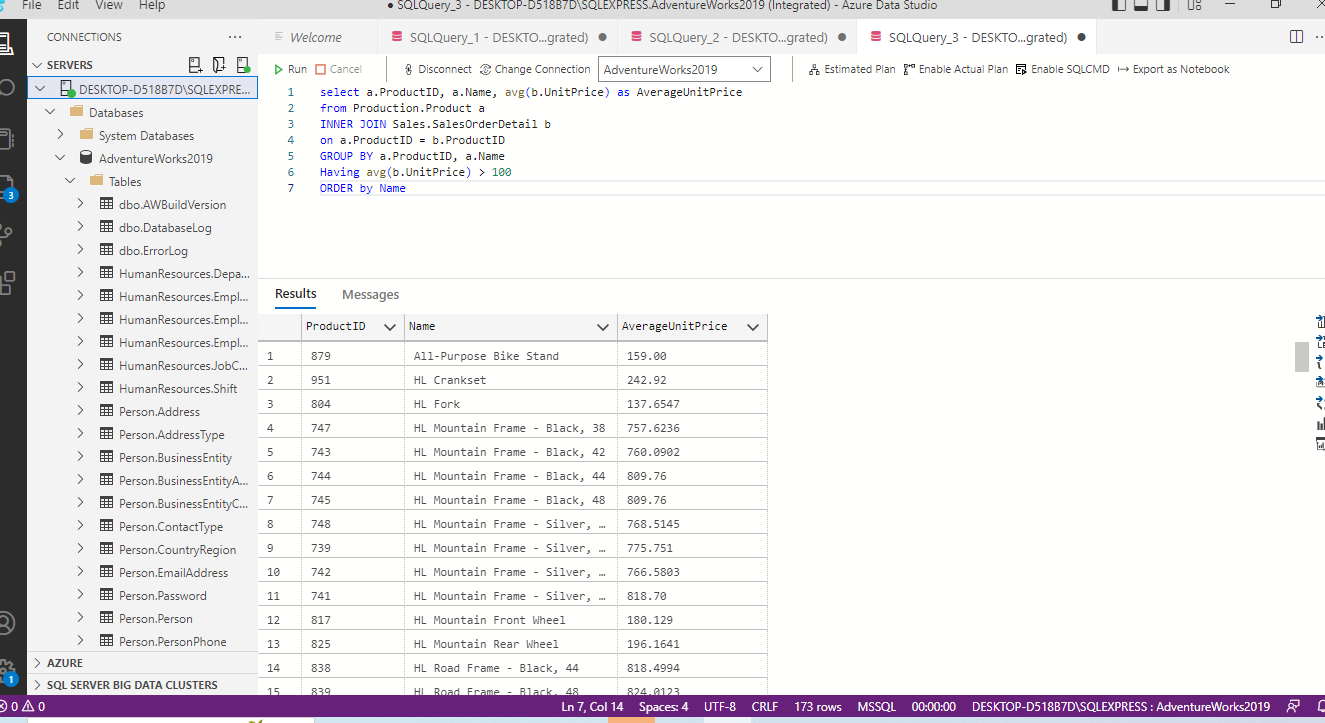 File Edit View Help
● SQLQuery_3 - DESKTOP-D518B7D\SQLEXPRESS.AdventureWorks2019 (Integrated) - Azure Data Studio
CONNECTIONS ...
Welcome
SQLQuery_1 - DESKTO...grated) ●
SQLQuery_2 - DESKTO...grated) ●
SQLQuery_3 - DESKTO...grated) ●
SERVERS
Run Cancel Disconnect Change Connection AdventureWorks2019 Estimated Plan Enable Actual Plan Enable SQLCMD Export as Notebook
DESKTOP-D518B7D\SQLEXPRE...
Databases
System Databases
AdventureWorks2019
Tables
dbo.AWBuildVersion
dbo.DatabaseLog
dbo.ErrorLog
HumanResources.Depa...
HumanResources.Empl...
HumanResources.Empl...
HumanResources.Empl...
HumanResources.JobC...
HumanResources.Shift
Person.Address
Person.AddressType
Person.BusinessEntity
Person.BusinessEntityA...
Person.BusinessEntityC...
Person.ContactType
Person.CountryRegion
Person.EmailAddress
Person.Password
Person.Person
Person.PersonPhone
AZURE
SQL SERVER BIG DATA CLUSTERS
3
1
1 select a.ProductID, a.Name, avg(b.UnitPrice) as AverageUnitPrice
2 from Production.Product a
3 INNER JOIN Sales.SalesOrderDetail b
4 on a.ProductID = b.ProductID
5 GROUP BY a.ProductID, a.Name
6 Having avg(b.UnitPrice) > 100
7 ORDER by Name
Results Messages
ProductID Name AverageUnitPrice
1 879 All-Purpose Bike Stand 159.00
2 951 HL Crankset 242.92
3 804 HL Fork 137.6547
4 747 HL Mountain Frame - Black, 38 757.6236
5 743 HL Mountain Frame - Black, 42 760.0902
6 744 HL Mountain Frame - Black, 44 809.76
7 745 HL Mountain Frame - Black, 48 809.76
8 748 HL Mountain Frame - Silver, … 768.5145
9 739 HL Mountain Frame - Silver, … 775.751
10 742 HL Mountain Frame - Silver, … 766.5803
11 741 HL Mountain Frame - Silver, … 818.70
12 817 HL Mountain Front Wheel 180.129
13 825 HL Mountain Rear Wheel 196.1641
14 838 HL Road Frame - Black, 44 818.4994
15 839 HL Road Frame - Black, 48 824.0123
0 0 Ln 7, Col 14 Spaces: 4 UTF-8 CRLF 173 rows MSSQL 00:00:00 DESKTOP-D518B7D\SQLEXPRESS : AdventureWorks2019